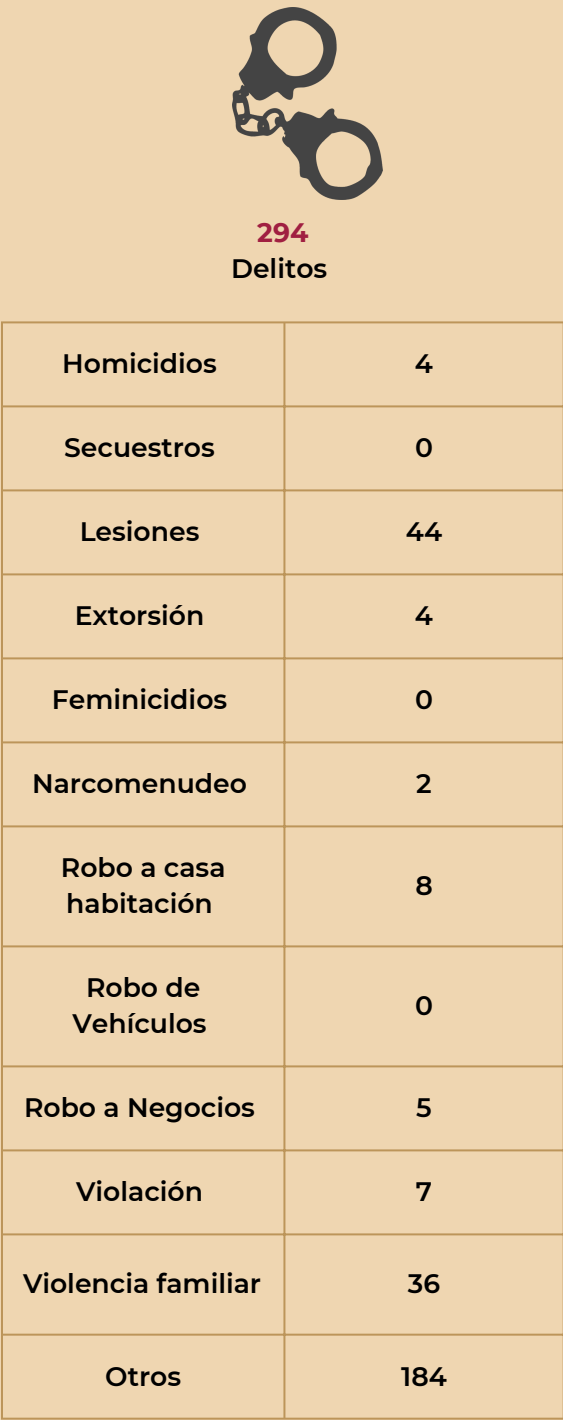 294
Delitos
Homicidios 4
Secuestros 0
Lesiones 44
Extorsión 4
Feminicidios 0
Narcomenudeo 2
Robo a casa
habitación 8
Robo de
Vehículos 0
Robo a Negocios 5
Violación 7
Violencia familiar 36
Otros 184